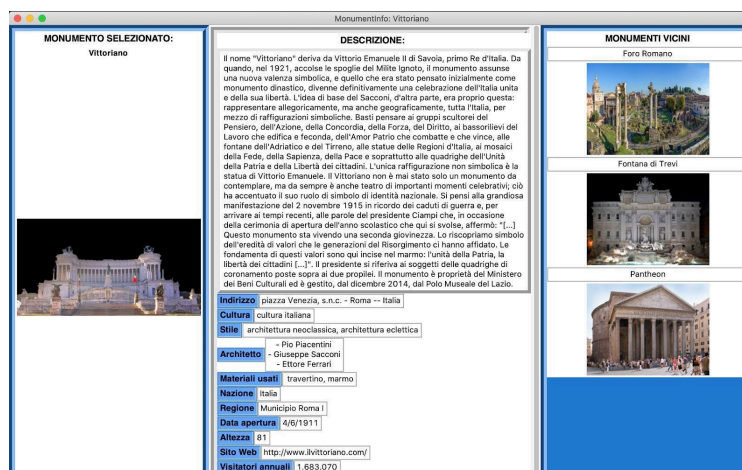 MonumentInfo: Vittoriano
MONUMENTO SELEZIONATO:
Vittoriano
DESCRIZIONE:
Il nome "Vittoriano" deriva da Vittorio Emanuele II di Savoia, primo Re d'Italia. Da
quando, nel 1921, accolse le spoglie del Milite Ignoto, il monumento assunse
una nuova valenza simbolica, e quello che era stato pensato inizialmente come
monumento dinastico, divenne definitivamente una celebrazione dell'Italia unita
e della sua libertà. L'idea di base del Sacconi, d'altra parte, era proprio questa:
rappresentare allegoricamente, ma anche geograficamente, tutta l'Italia, per
mezzo di raffigurazioni simboliche. Basti pensare ai gruppi scultorei del
Pensiero, dell'Azione, della Concordia, della Forza, del Diritto, ai bassorilievi del
Lavoro che edifica e feconda, dell'Amor Patrio che combatte e che vince, alle
fontane dell'Adriatico e del Tirreno, alle statue delle Regioni d'Italia, ai mosaici
della Fede, della Sapienza, della Pace e soprattutto alle quadrighe dell'Unità
della Patria e della Libertà dei cittadini. L'unica raffigurazione non simbolica è la
statua di Vittorio Emanuele. Il Vittoriano non è mai stato solo un monumento da
contemplare, ma da sempre è anche teatro di importanti momenti celebrativi; ciò
ha accentuato il suo ruolo di simbolo di identità nazionale. Si pensi alla grandiosa
manifestazione del 2 novembre 1915 in ricordo dei caduti di guerra e, per
arrivare ai tempi recenti, alle parole del presidente Ciampi che, in occasione
della cerimonia di apertura dell'anno scolastico che qui si svolse, affermò: "[...]
Questo monumento sta vivendo una seconda giovinezza. Lo riscopriamo simbolo
dell'eredità di valori che le generazioni del Risorgimento ci hanno affidato. Le
fondamenta di questi valori sono qui incise nel marmo: l'unità della Patria, la
libertà dei cittadini [...]". Il presidente si riferiva ai soggetti delle quadrighe di
coronamento poste sopra ai due propilei. Il monumento è proprietà del Ministero
dei Beni Culturali ed è gestito, dal dicembre 2014, dal Polo Museale del Lazio.
Indirizzo piazza Venezia, s.n.c. - Roma -- Italia
Cultura cultura italiana
Stile architettura neoclassica, architettura eclettica
Architetto
- Pio Piacentini
- Giuseppe Sacconi
- Ettore Ferrari
Materiali usati travertino, marmo
Nazione Italia
Regione Municipio Roma I
Data apertura 4/6/1911
Altezza 81
Sito Web http://www.ilvittoriano.com/
Visitatori annuali 1.683.070
MONUMENTI VICINI
Foro Romano
Fontana di Trevi
Pantheon